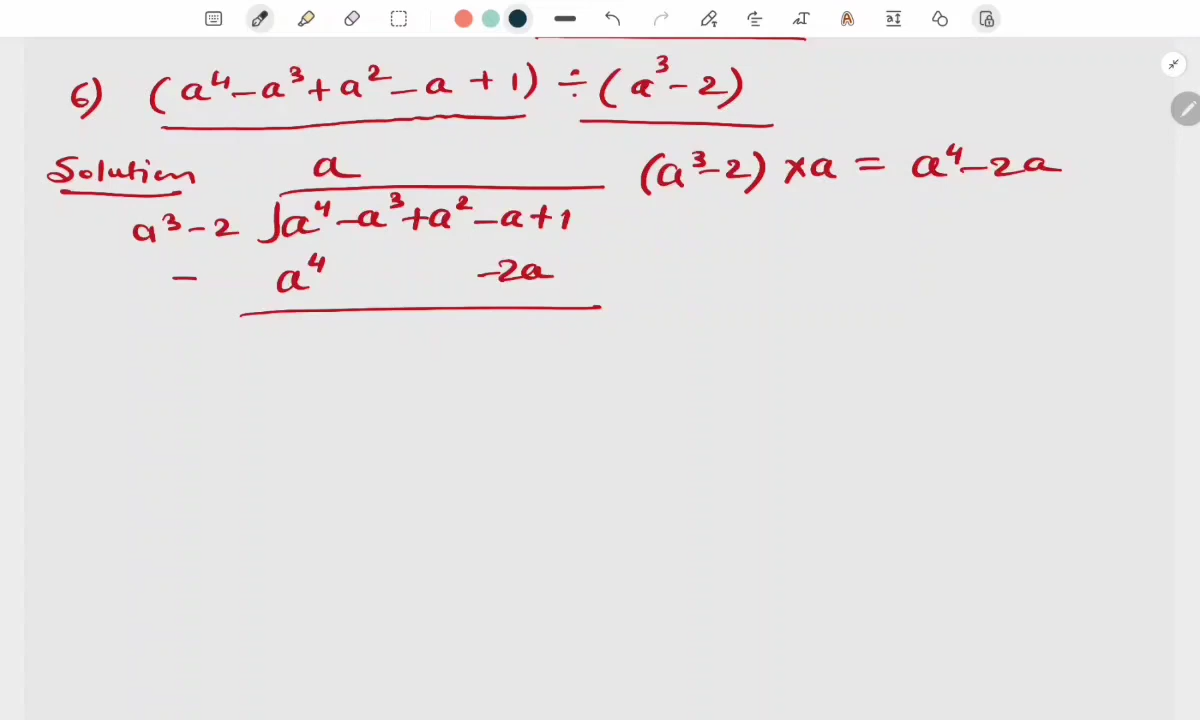 6) (a⁴-a³+a²-a+1) ÷ (a³-2)
Solution
a
(a³-2) ×a = a⁴-2a
a³-2 a⁴-a³+a²-a+1
- a⁴ -2a